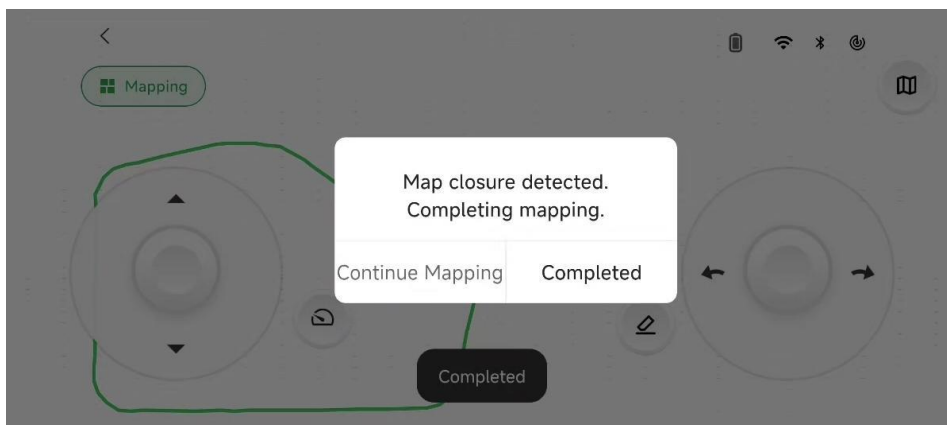 Mapping
Map closure detected.
Completing mapping.
Continue Mapping
Completed
Completed